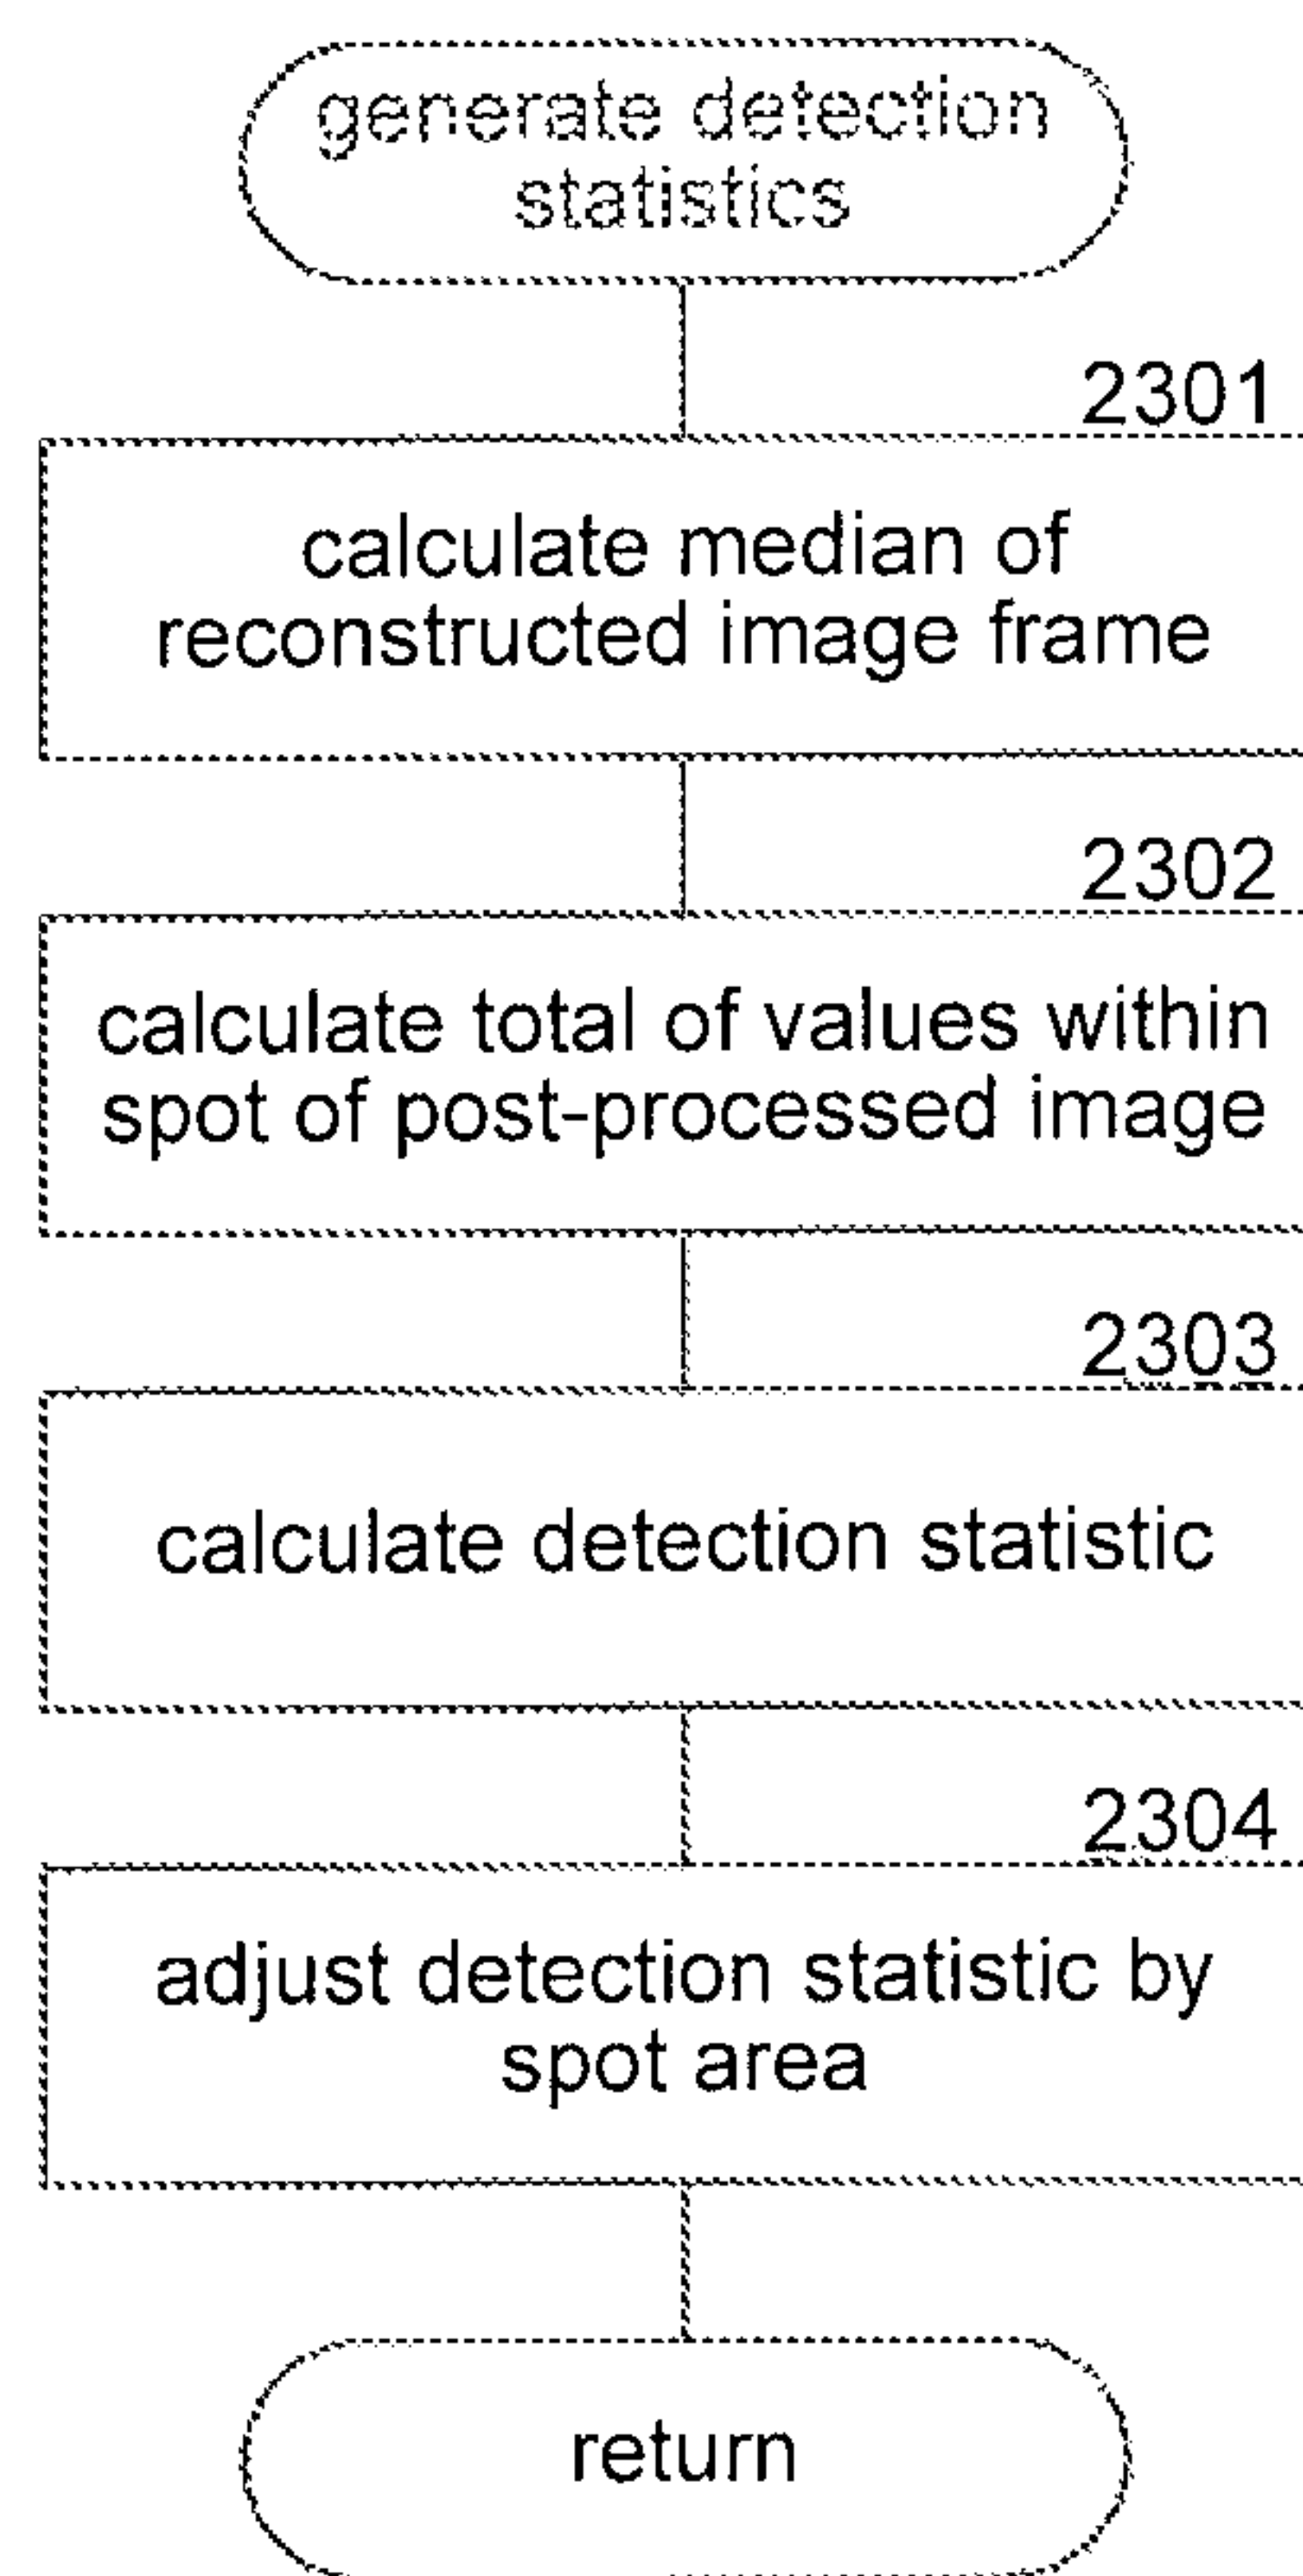 generate detection
statistics
2301
calculate median of
reconstructed image frame
2302
calculate total of values within
spot of post-processed image
2303
calculate detection statistic
2304
adjust detection statistic by
spot area
return